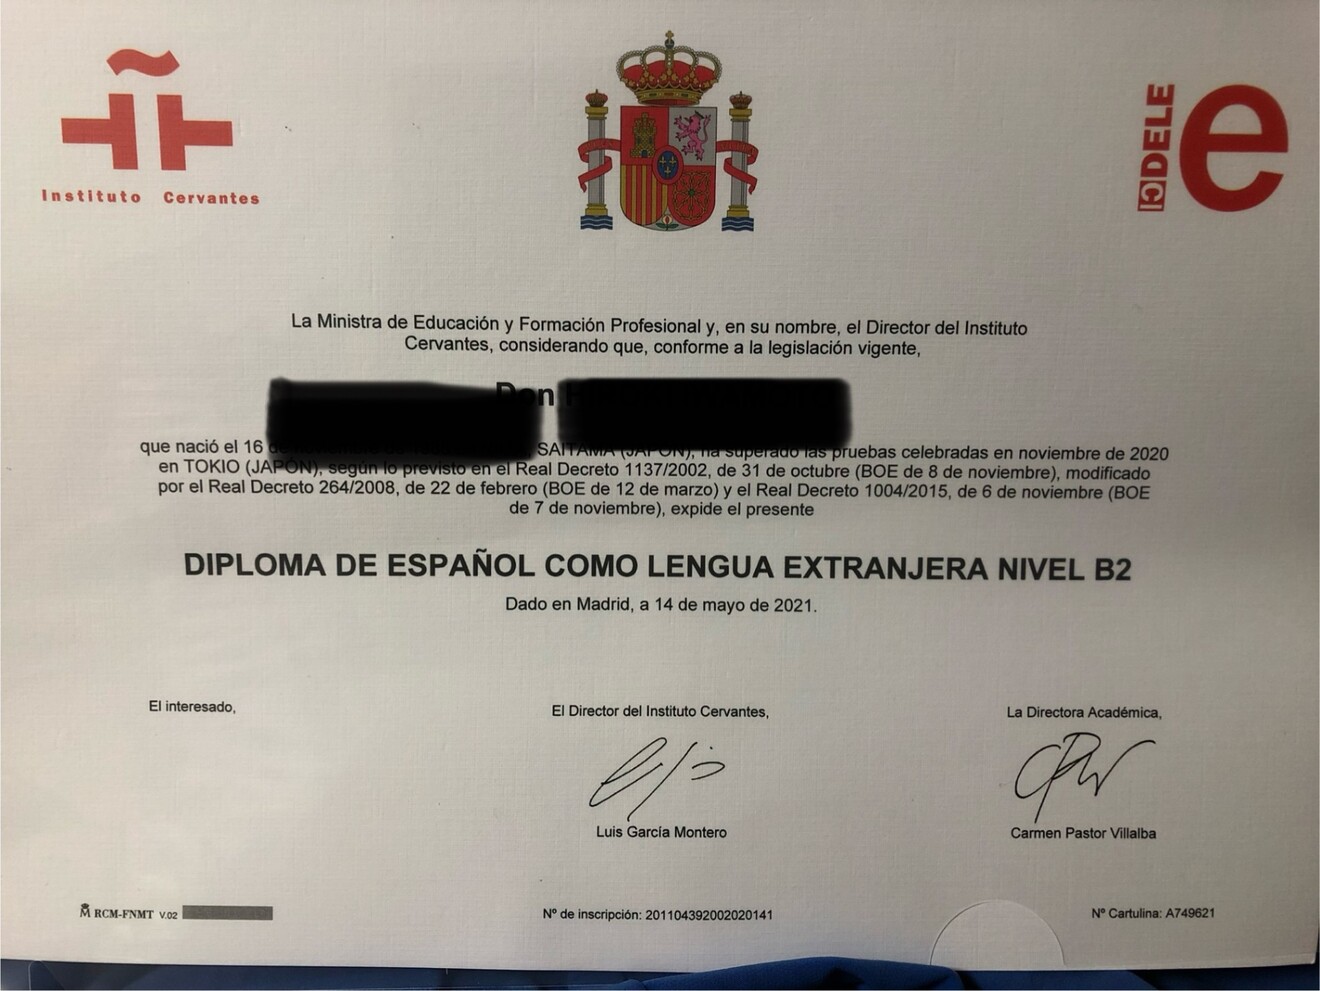 Instituto Cervantes
DELE
e
La Ministra de Educación y Formación Profesional y, en su nombre, el Director del Instituto
Cervantes, considerando que, conforme a la legislación vigente,
Don
que nació el 16 SAITAMA (JAPÓN), ha superado las pruebas celebradas en noviembre de 2020
en TOKIO (JAPÓN), según lo previsto en el Real Decreto 1137/2002, de 31 de octubre (BOE de 8 de noviembre), modificado
por el Real Decreto 264/2008, de 22 de febrero (BOE de 12 de marzo) y el Real Decreto 1004/2015, de 6 de noviembre (BOE
de 7 de noviembre), expide el presente
DIPLOMA DE ESPAÑOL COMO LENGUA EXTRANJERA NIVEL B2
Dado en Madrid, a 14 de mayo de 2021.
El interesado,
El Director del Instituto Cervantes,
La Directora Académica,
Luis García Montero
Carmen Pastor Villalba
RCM-FNMT V.02
Nº de inscripción: 201104392002020141
Nº Cartulina: A749621